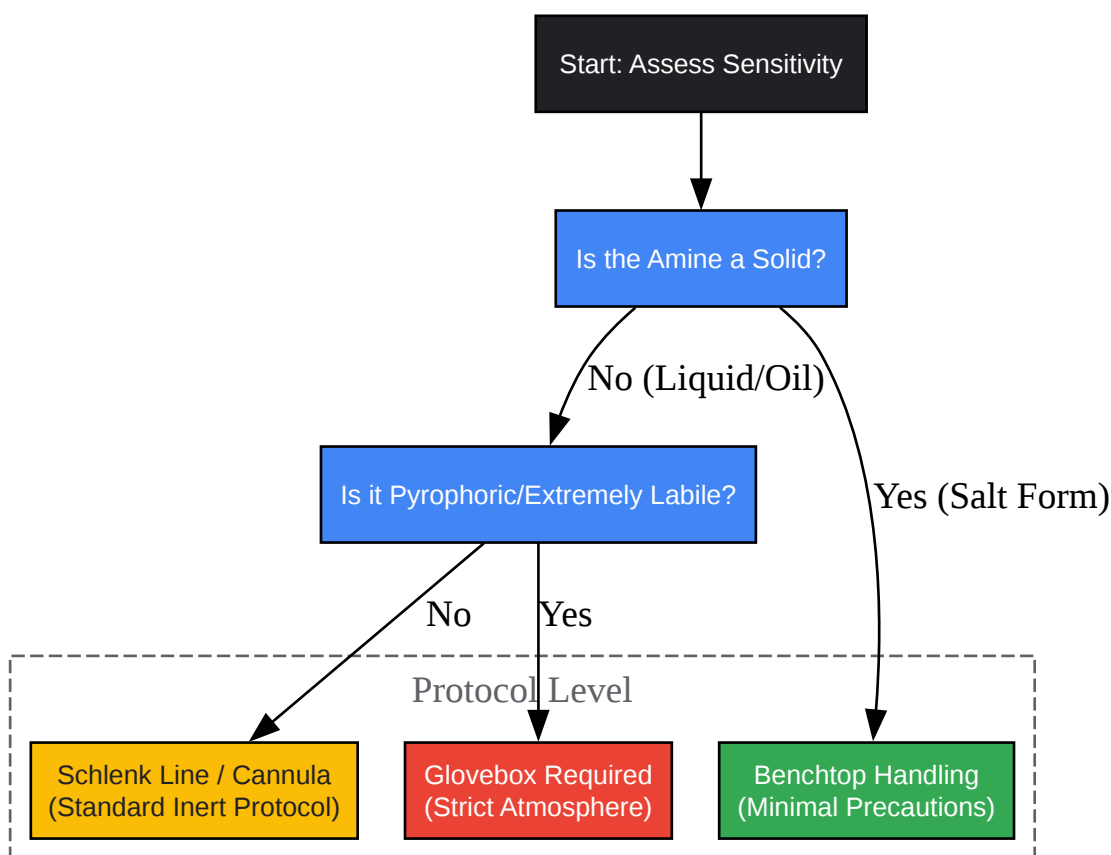 Start: Assess Sensitivity
Is the Amine a Solid?
No (Liquid/Oil)
Is it Pyrophoric/Extremely Labile?
Yes (Salt Form)
No
Yes
Protocol Level
Schlenk Line / Cannula
(Standard Inert Protocol)
Glovebox Required
(Strict Atmosphere)
Benchtop Handling
(Minimal Precautions)